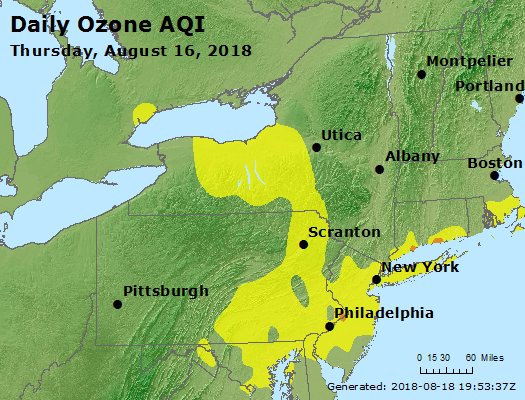 Daily Ozone AQI
Thursday, August 16, 2018
Montpelier
Portland
Utica
Albany
Boston
Scranton
New York
Pittsburgh
Philadelphia
0 15 30 60 Miles
Generated: 2018-08-18 19:53:37Z